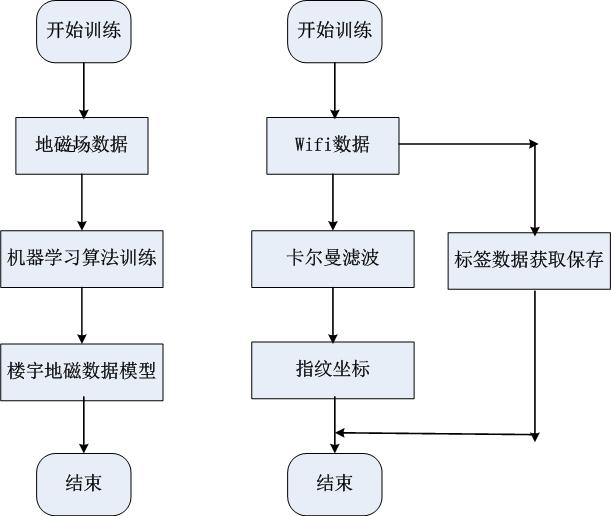 开始训练
地磁场数据
机器学习算法训练
楼宇地磁数据模型
结束
开始训练
Wifi数据
卡尔曼滤波
标签数据获取保存
指纹坐标
结束